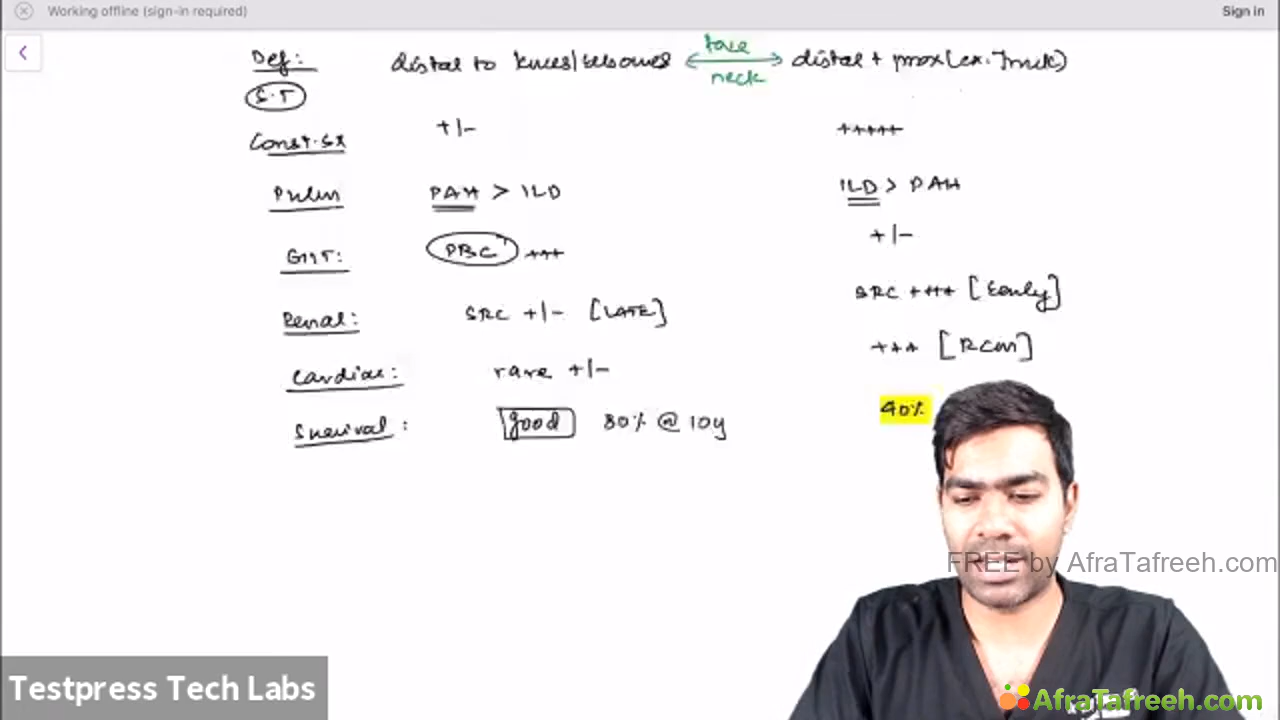 Working offline (sign-in required)
Sign in
Def: distal to knees/elbows face neck distal + prox (ex. Trunk)
S.T
Const. Sx +/- +++++
Pulm PAH > ILD ILD > PAH
GIT: PBC +++ +/-
Renal: SRC +/- [LATE] SRC +++ [Early]
Cardiac: rare +/- +++ [RCM]
Survival: good 80% @ 10y 40%
FREE by AfraTafreeh.com
Testpress Tech Labs
AfraTafreeh.com